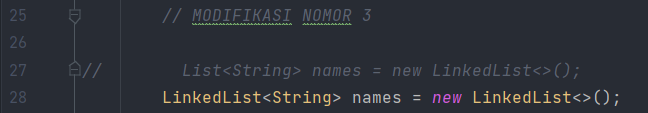 25 // MODIFIKASI NOMOR 3
26
27 // List<String> names = new LinkedList<>();
28 LinkedList<String> names = new LinkedList<>();